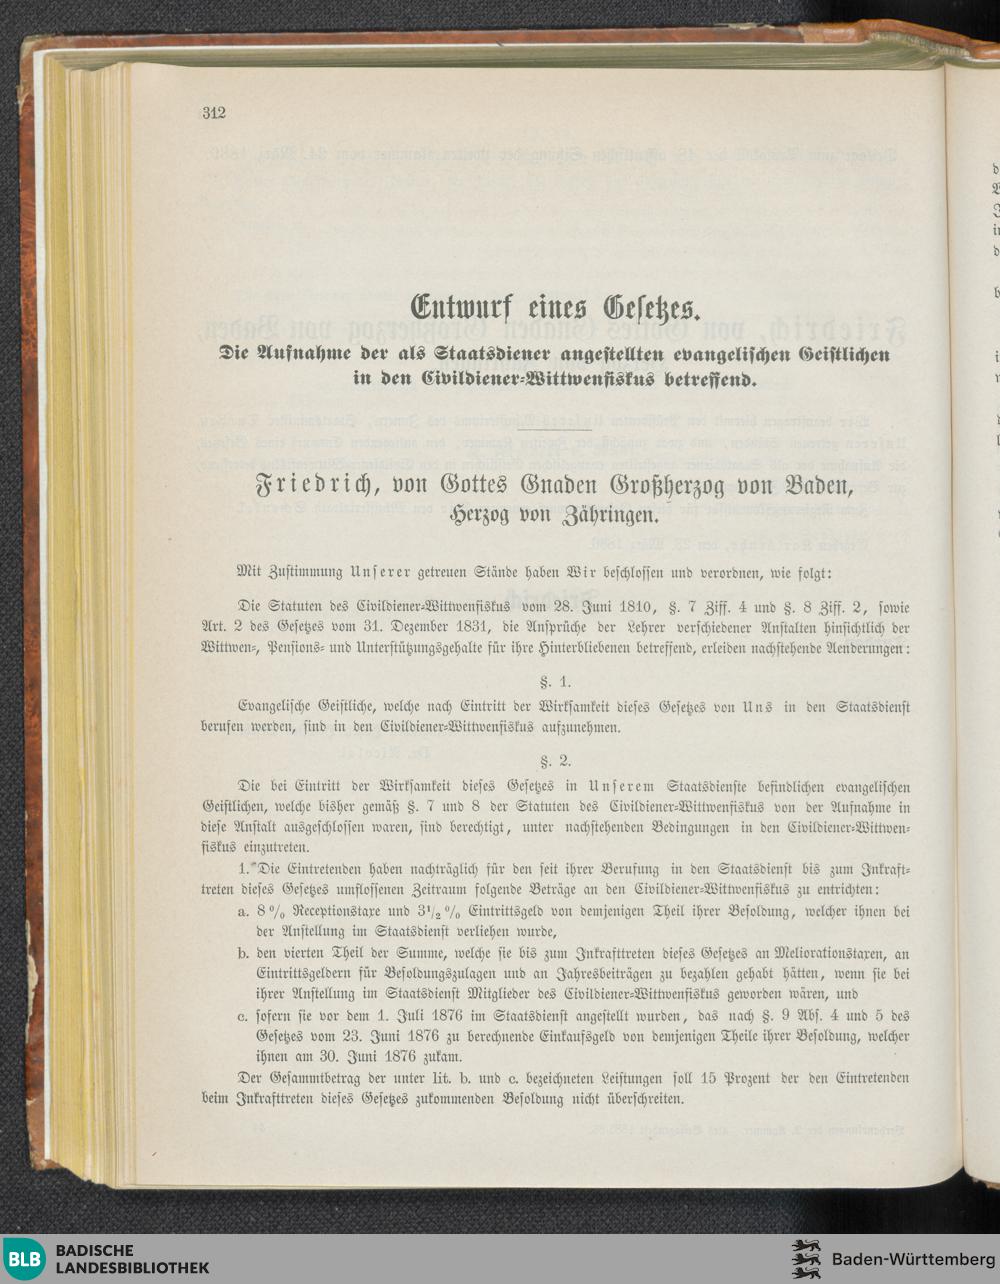 312
Entwurf eines Gesetzes.
Die Aufnahme der als Staatsdiener angestellten evangelischen Geistlichen
in den Civildiener-Wittwenfiskus betreffend.
Friedrich, von Gottes Gnaden Großherzog von Baden,
Herzog von Zähringen.
Mit Zustimmung Unserer getreuen Stände haben Wir beschlossen und verordnen, wie folgt:
Die Statuten des Civildiener-Wittwenfiskus vom 28. Juni 1810, §. 7 Ziff. 4 und §. 8 Ziff. 2, sowie
Art. 2 des Gesetzes vom 31. Dezember 1831, die Ansprüche der Lehrer verschiedener Anstalten hinsichtlich der
Wittwen-, Pensions- und Unterstützungsgehalte für ihre Hinterbliebenen betreffend, erleiden nachstehende Aenderungen:
§. 1.
Evangelische Geistliche, welche nach Eintritt der Wirksamkeit dieses Gesetzes von Uns in den Staatsdienst
berufen werden, sind in den Civildiener-Wittwenfiskus aufzunehmen.
§. 2.
Die bei Eintritt der Wirksamkeit dieses Gesetzes in Unserem Staatsdienste befindlichen evangelischen
Geistlichen, welche bisher gemäß §. 7 und 8 der Statuten des Civildiener-Wittwenfiskus von der Aufnahme in
diese Anstalt ausgeschlossen waren, sind berechtigt, unter nachstehenden Bedingungen in den Civildiener-Wittwen-
fiskus einzutreten.
1. Die Eintretenden haben nachträglich für den seit ihrer Berufung in den Staatsdienst bis zum Inkraft-
treten dieses Gesetzes umflossenen Zeitraum folgende Beträge an den Civildiener-Wittwenfiskus zu entrichten:
a. 8 % Receptionstaxe und 3 1/2 % Eintrittsgeld von demjenigen Theil ihrer Besoldung, welcher ihnen bei
der Anstellung im Staatsdienst verliehen wurde,
b. den vierten Theil der Summe, welche sie bis zum Inkrafttreten dieses Gesetzes an Meliorationstaxen, an
Eintrittsgeldern für Besoldungszulagen und an Jahresbeiträgen zu bezahlen gehabt hätten, wenn sie bei
ihrer Anstellung im Staatsdienst Mitglieder des Civildiener-Wittwenfiskus geworden wären, und
c. sofern sie vor dem 1. Juli 1876 im Staatsdienst angestellt wurden, das nach §. 9 Abs. 4 und 5 des
Gesetzes vom 23. Juni 1876 zu berechnende Einkaufsgeld von demjenigen Theile ihrer Besoldung, welcher
ihnen am 30. Juni 1876 zukam.
Der Gesammtbetrag der unter lit. b. und c. bezeichneten Leistungen soll 15 Prozent der den Eintretenden
beim Inkrafttreten dieses Gesetzes zukommenden Besoldung nicht überschreiten.
BLB BADISCHE
LANDESBIBLIOTHEK
Baden-Württemberg